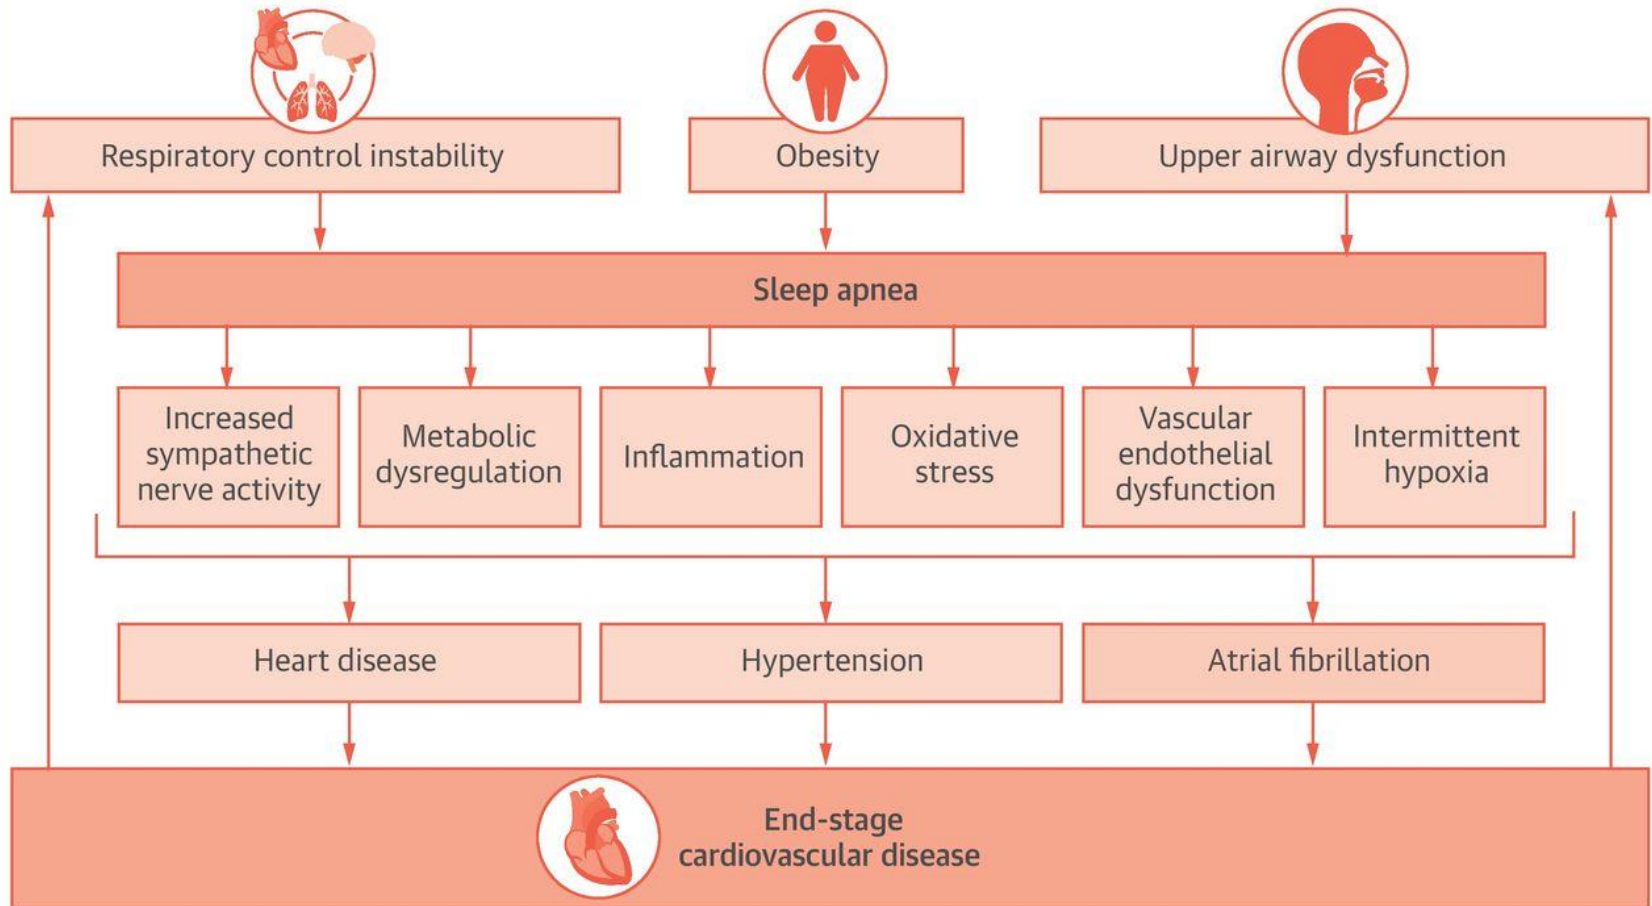 Respiratory control instability
Obesity
Upper airway dysfunction
Sleep apnea
Increased
sympathetic
nerve activity
Metabolic
dysregulation
Inflammation
Oxidative
stress
Vascular
endothelial
dysfunction
Intermittent
hypoxia
Heart disease
Hypertension
Atrial fibrillation
End-stage
cardiovascular disease